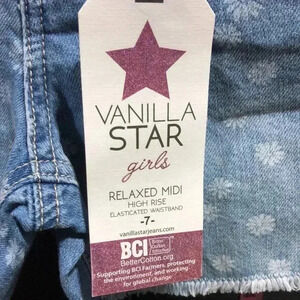 VANILLA
STAR
girls
RELAXED MIDI
HIGH RISE
ELASTICATED WAISTBAND
-7-
vanillastarjeans.com
BCI
Better
Cotton
Initiative
BetterCotton.org
Supporting BCI Farmers, protecting
the environment, and working
for global change